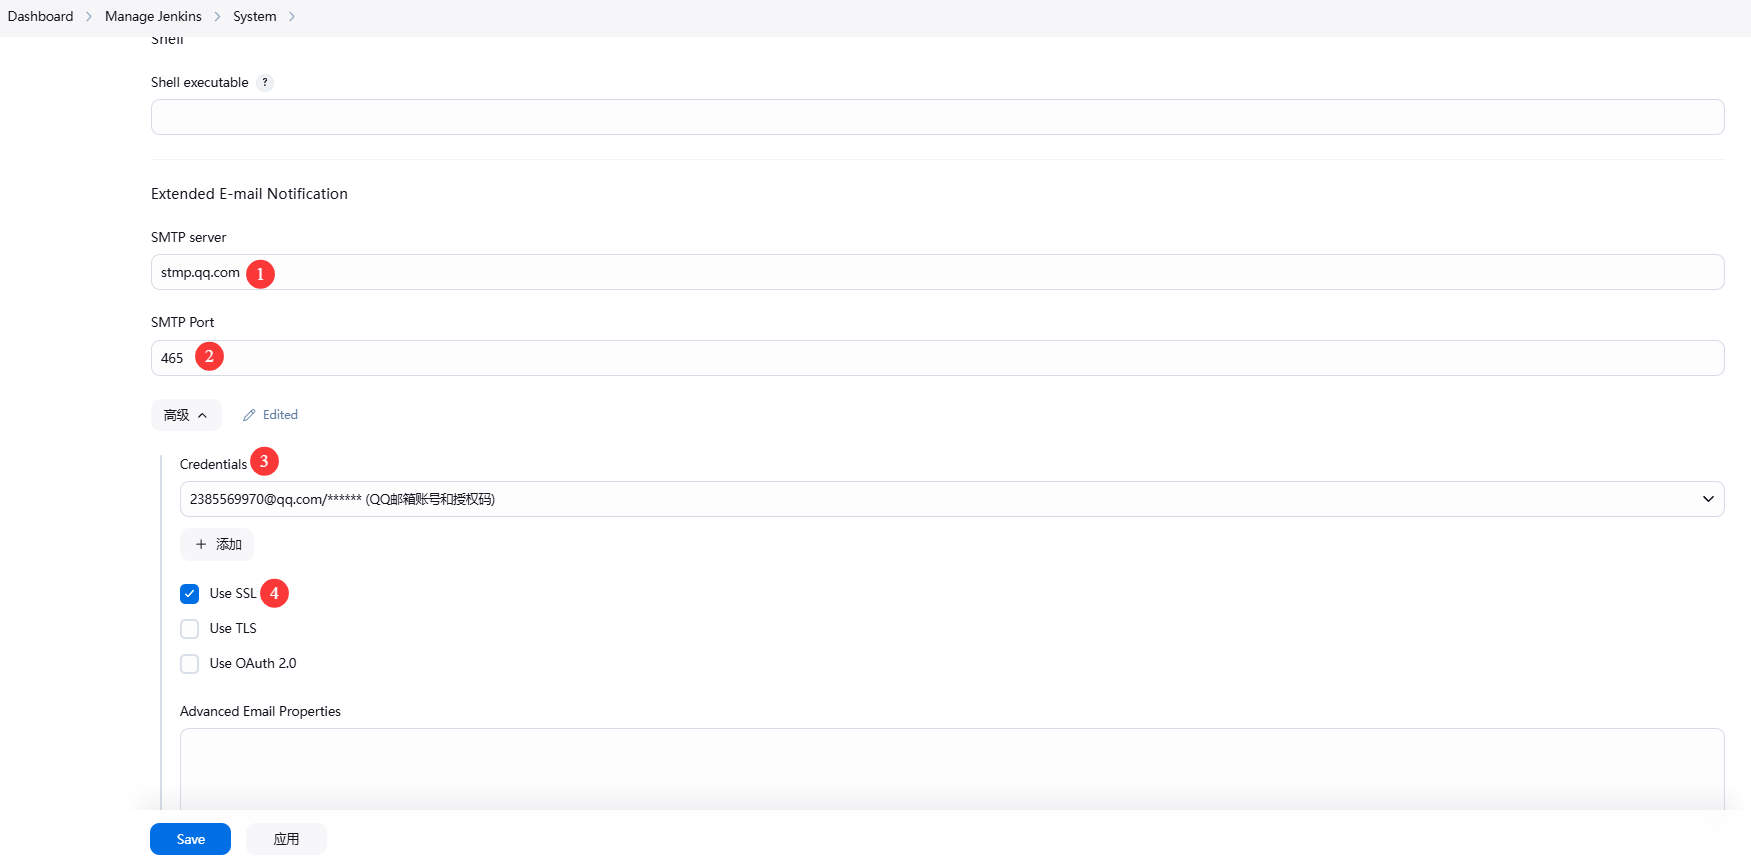 Dashboard > Manage Jenkins > System >
Shell
Shell executable ?
Extended E-mail Notification
SMTP server
stmp.qq.com 1
SMTP Port
465 2
高级 Edited
Credentials 3
2385569970@qq.com/****** (QQ邮箱账号和授权码)
+ 添加
Use SSL 4
Use TLS
Use OAuth 2.0
Advanced Email Properties
Save 应用